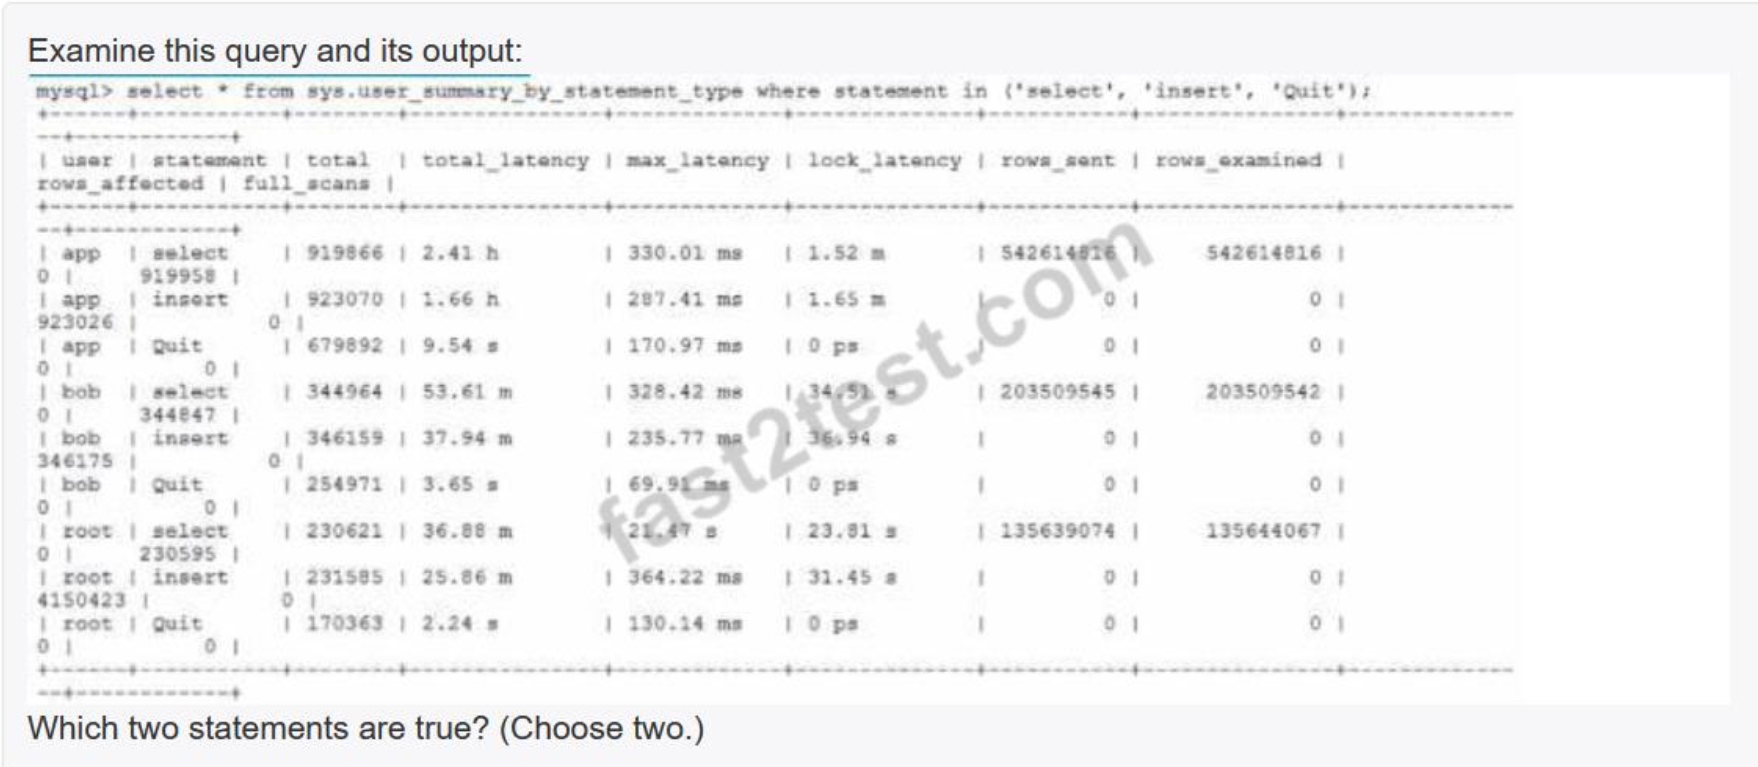 Examine this query and its output:
mysql> select * from sys.user_summary_by_statement_type where statement in ('select', 'insert', 'Quit');
+------+-----------+--------+---------------+-------------+--------------+-----------+---------------+-------------
--+------------+
| user | statement | total | total_latency | max_latency | lock_latency | rows_sent | rows_examined |
rows_affected | full_scans |
+------+-----------+--------+---------------+-------------+--------------+-----------+---------------+-------------
--+------------+
| app | select | 919866 | 2.41 h | 330.01 ms | 1.52 m | 542614816 | 542614816 |
0 | 919958 |
| app | insert | 923070 | 1.66 h | 287.41 ms | 1.65 m | 0 | 0 |
923026 | 0 |
| app | Quit | 679892 | 9.54 s | 170.97 ms | 0 ps | 0 | 0 |
0 | 0 |
| bob | select | 344964 | 53.61 m | 328.42 ms | 34.51 s | 203509545 | 203509542 |
0 | 344847 |
| bob | insert | 346159 | 37.94 m | 235.77 ms | 36.94 s | 0 | 0 |
346175 | 0 |
| bob | Quit | 254971 | 3.65 s | 69.91 ms | 0 ps | 0 | 0 |
0 | 0 |
| root | select | 230621 | 36.88 m | 21.47 s | 23.81 s | 135639074 | 135644067 |
0 | 230595 |
| root | insert | 231585 | 25.86 m | 364.22 ms | 31.45 s | 0 | 0 |
4150423 | 0 |
| root | Quit | 170363 | 2.24 s | 130.14 ms | 0 ps | 0 | 0 |
0 | 0 |
+------+-----------+--------+---------------+-------------+--------------+-----------+---------------+-------------
--+------------+
fast2test.com
Which two statements are true? (Choose two.)